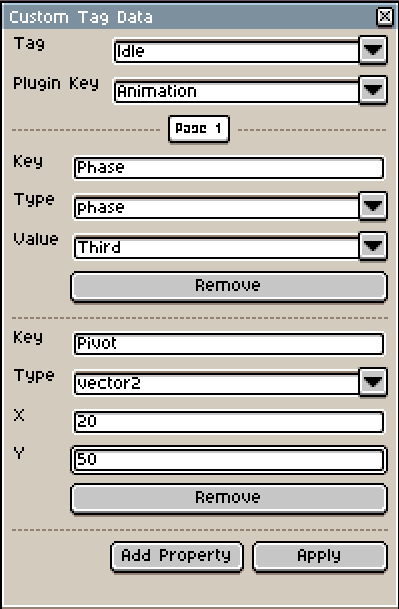 Custom Tag Data
Tag Idle
Plugin Key Animation
Page 1
Key Phase
Type phase
Value Third
Remove
Key Pivot
Type vector2
X 20
Y 50
Remove
Add Property Apply